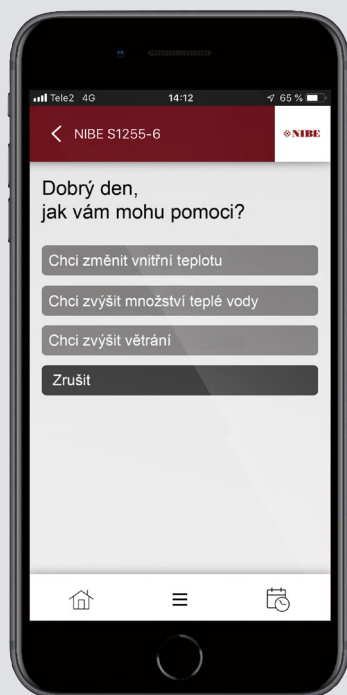 Tele2 4G 14:12 65 %
NIBE S1255-6
NIBE
Dobrý den,
jak vám mohu pomoci?
Chci změnit vnitřní teplotu
Chci zvýšit množství teplé vody
Chci zvýšit větrání
Zrušit